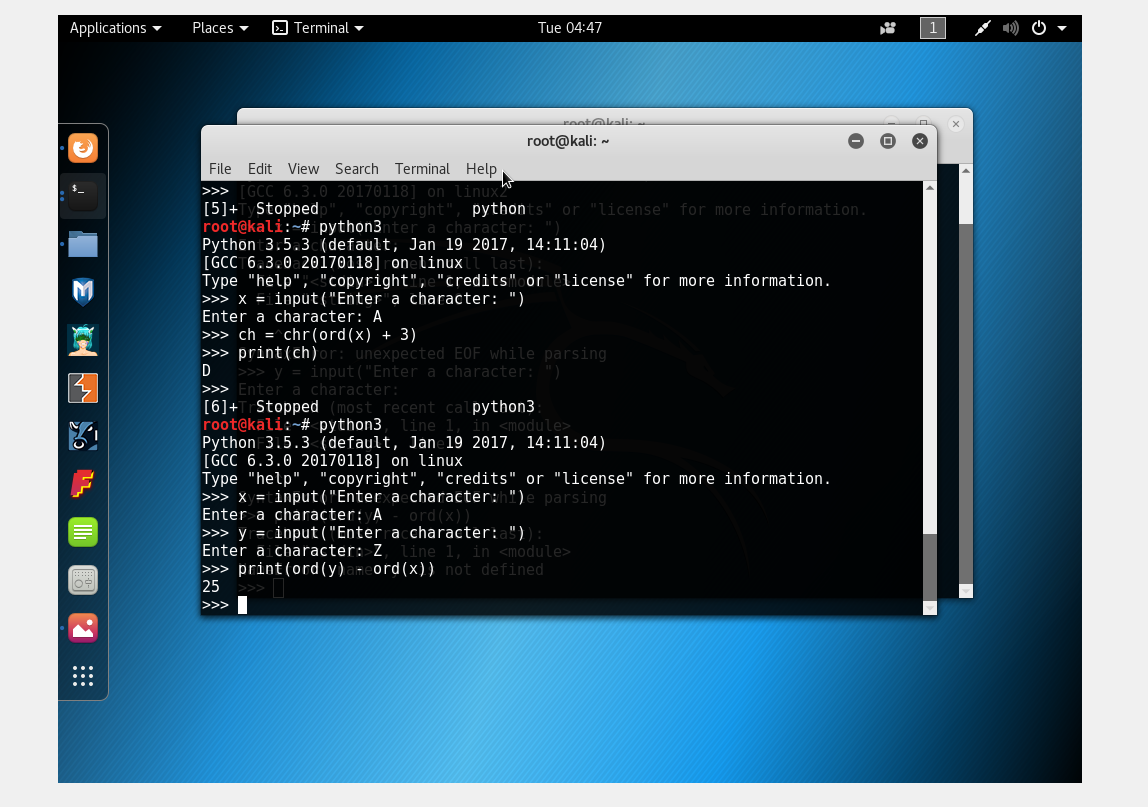 Applications Places Terminal Tue 04:47 1
root@kali: ~
root@kali: ~
File Edit View Search Terminal Help
>>> [GCC 6.3.0 20170118] on linux2
[5]+  Stopped                 python
root@kali:~# python3
Python 3.5.3 (default, Jan 19 2017, 14:11:04)
[GCC 6.3.0 20170118] on linux
Type "help", "copyright", "credits" or "license" for more information.
>>> x = input("Enter a character: ")
Enter a character: A
>>> ch = chr(ord(x) + 3)
>>> print(ch)
D
>>>
[6]+  Stopped                 python3
root@kali:~# python3
Python 3.5.3 (default, Jan 19 2017, 14:11:04)
[GCC 6.3.0 20170118] on linux
Type "help", "copyright", "credits" or "license" for more information.
>>> x = input("Enter a character: ")
Enter a character: A
>>> y = input("Enter a character: ")
Enter a character: Z
>>> print(ord(y) - ord(x))
25
>>>